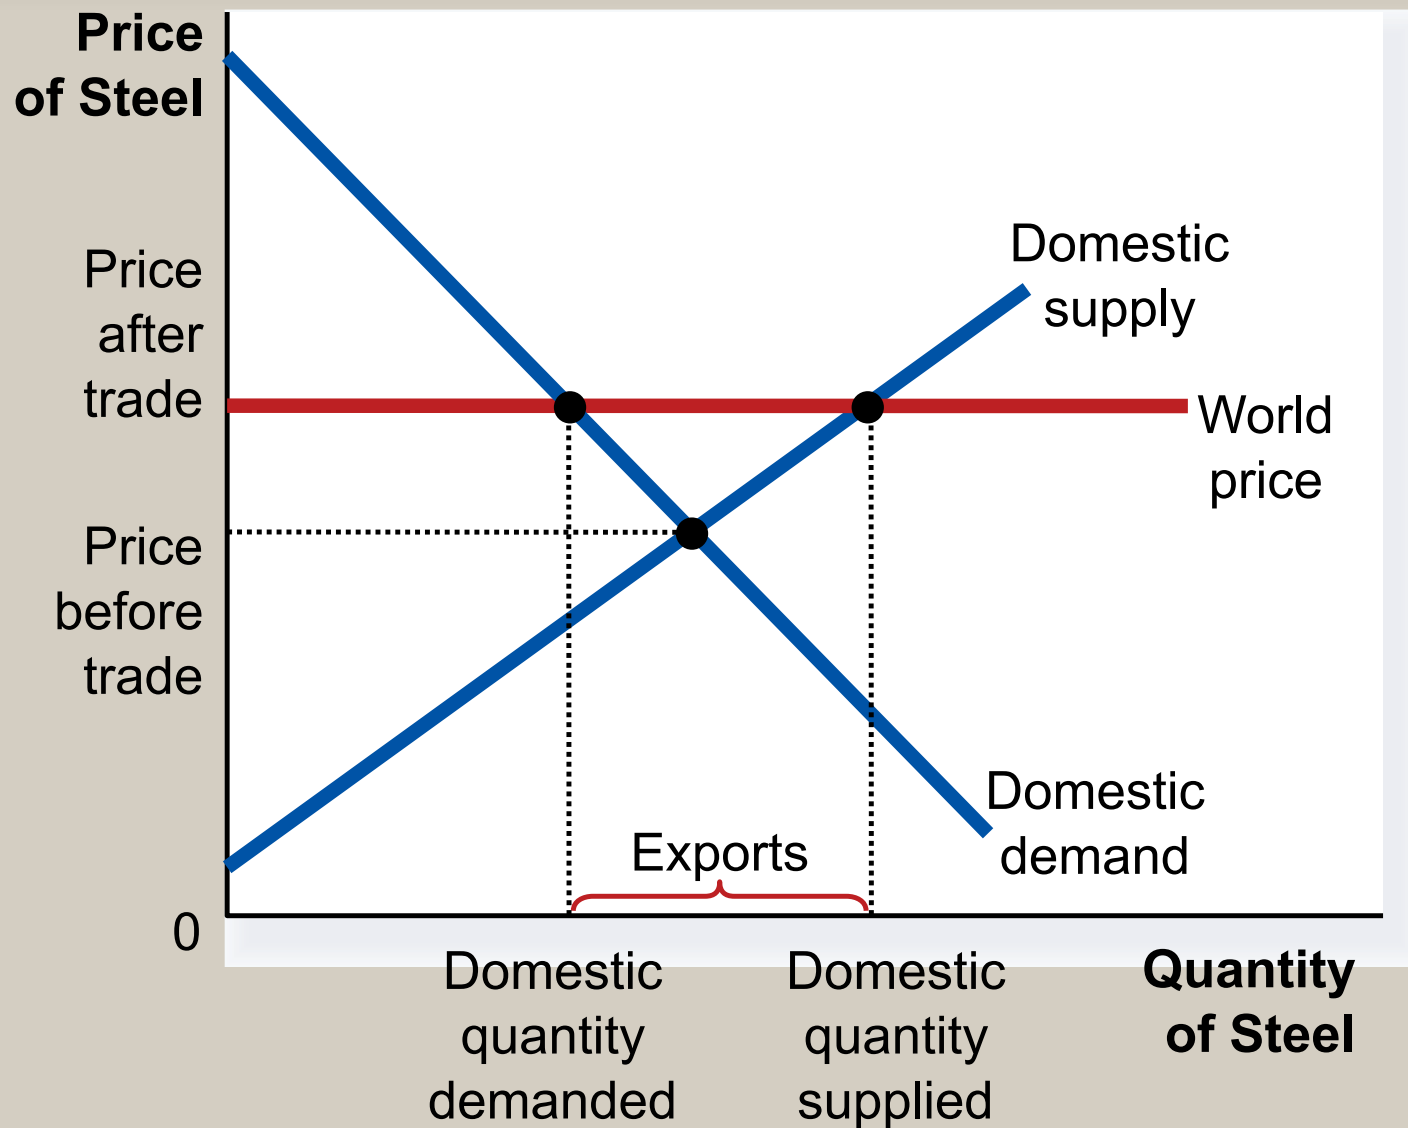 Price
of Steel
Price
after
trade
Domestic
supply
World
price
Price
before
trade
Domestic
demand
Exports
0
Domestic
quantity
demanded
Domestic
quantity
supplied
Quantity
of Steel